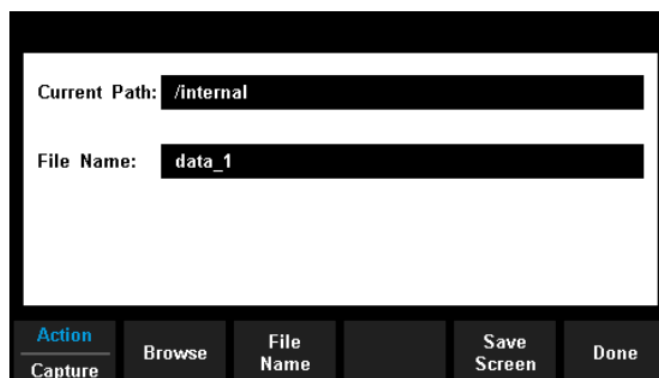 Current Path: /internal
File Name: data_1
Action
Capture
Browse
File
Name
Save
Screen
Done